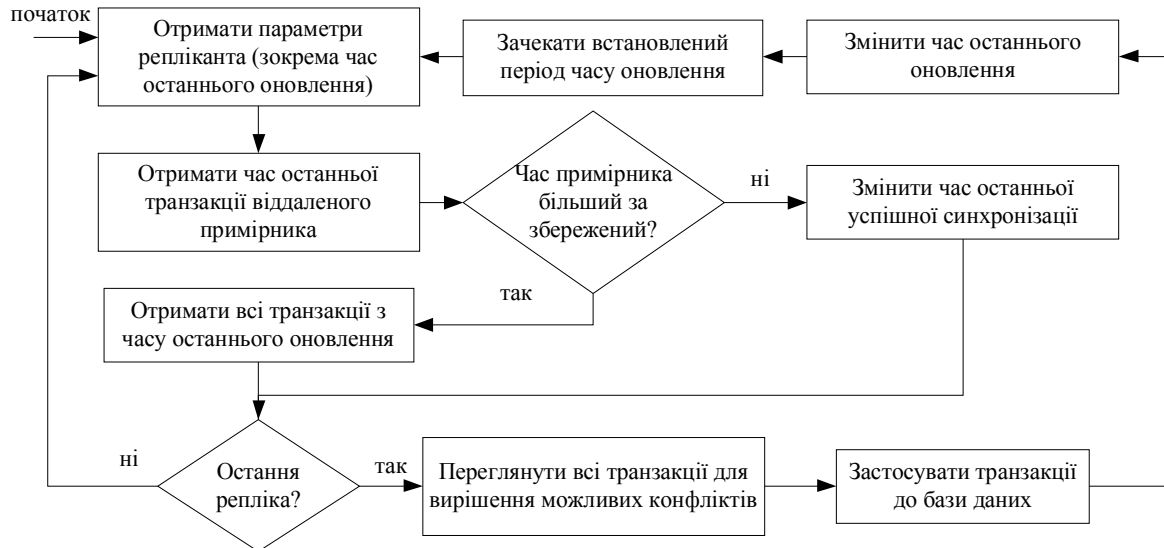 початок
Отримати параметри
репліканта (зокрема час
останнього оновлення)
Зачекати встановлений
період часу оновлення
Змінити час останнього
оновлення
Отримати час останньої
транзакції віддаленого
примірника
Час примірника
більший за
збережений?
ні
Змінити час останньої
успішної синхронізації
так
Отримати всі транзакції з
часу останнього оновлення
ні
Остання
репліка?
так
Переглянути всі транзакції для
вирішення можливих конфліктів
Застосувати транзакції
до бази даних